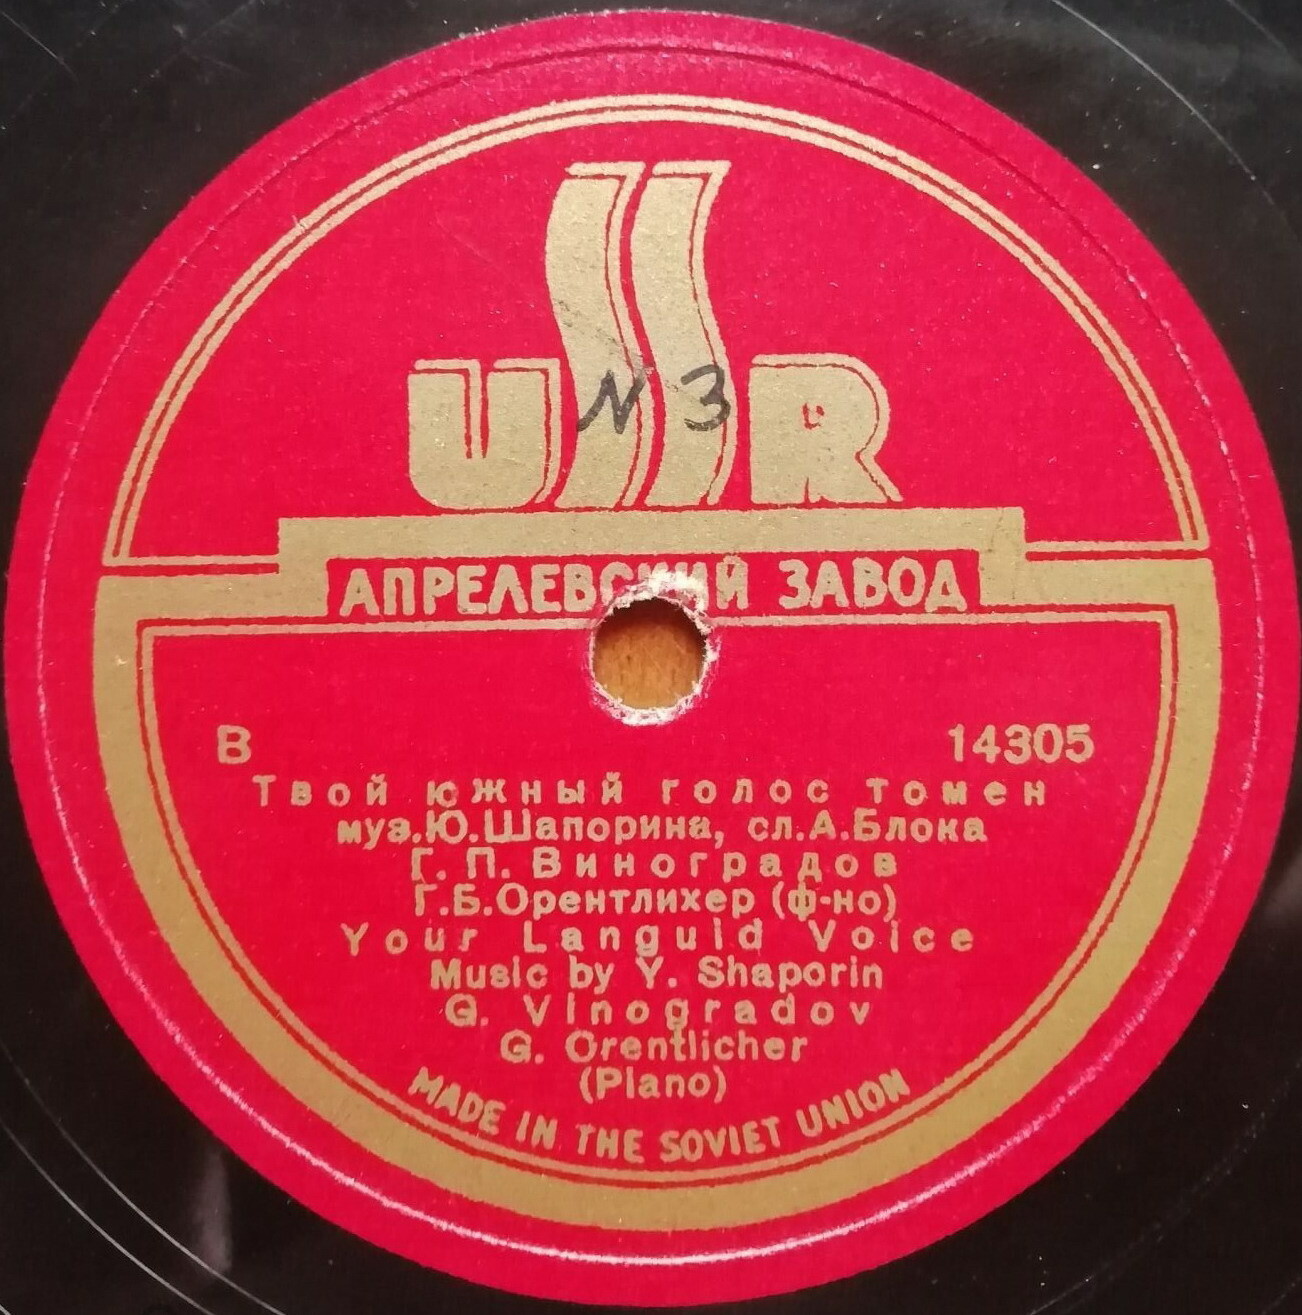 USSR
N 3
АПРЕЛЕВСКИЙ ЗАВОД
В 14305
Твой южный голос томен
муз.Ю.Шапорина, сл.А.Блока
Г. П. Виноградов
Г.Б.Орентлихер (ф-но)
Your Languid Voice
Music by Y. Shaporin
G. Vinogradov
G. Orentlicher
(Piano)
MADE IN THE SOVIET UNION